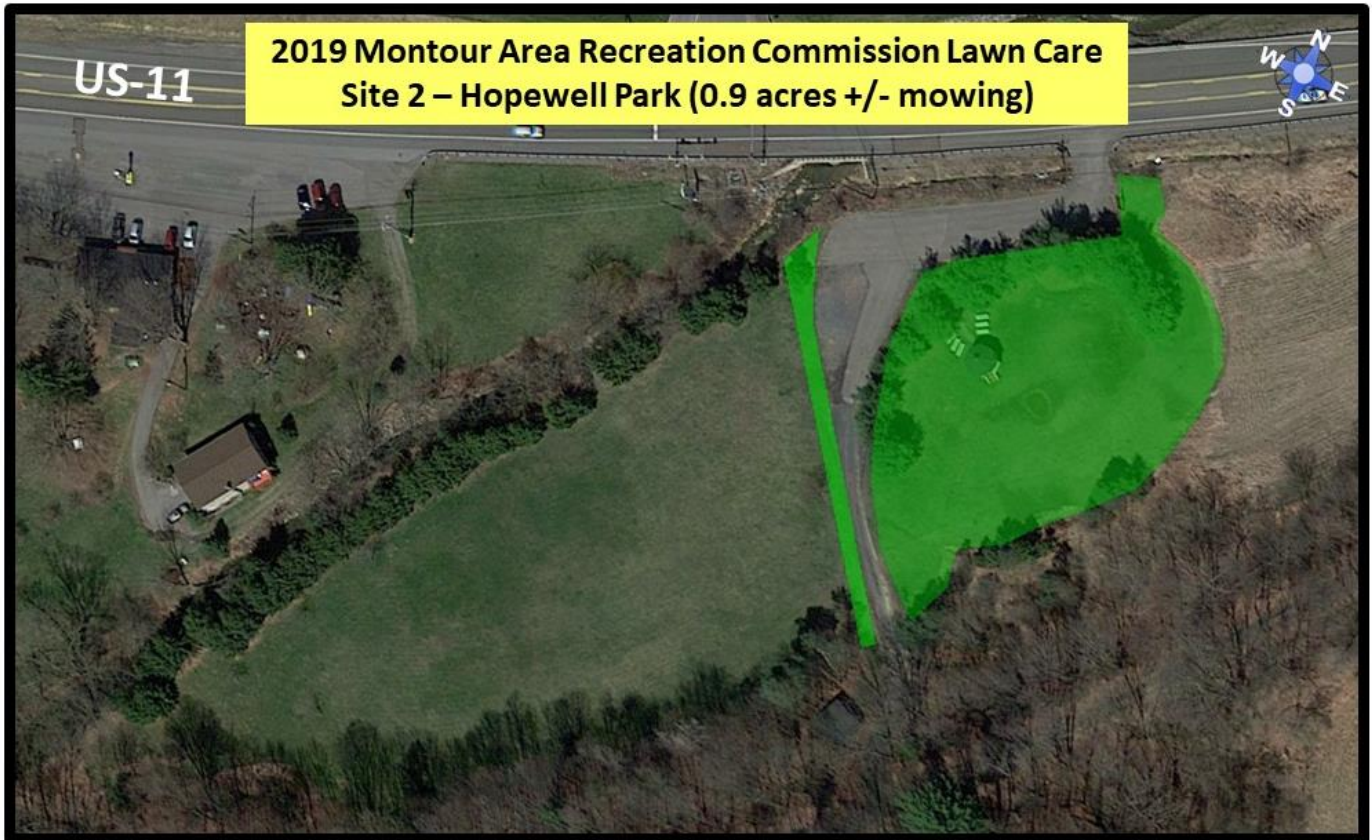 2019 Montour Area Recreation Commission Lawn Care
Site 2 – Hopewell Park (0.9 acres +/- mowing)
US-11
N
W
E
S